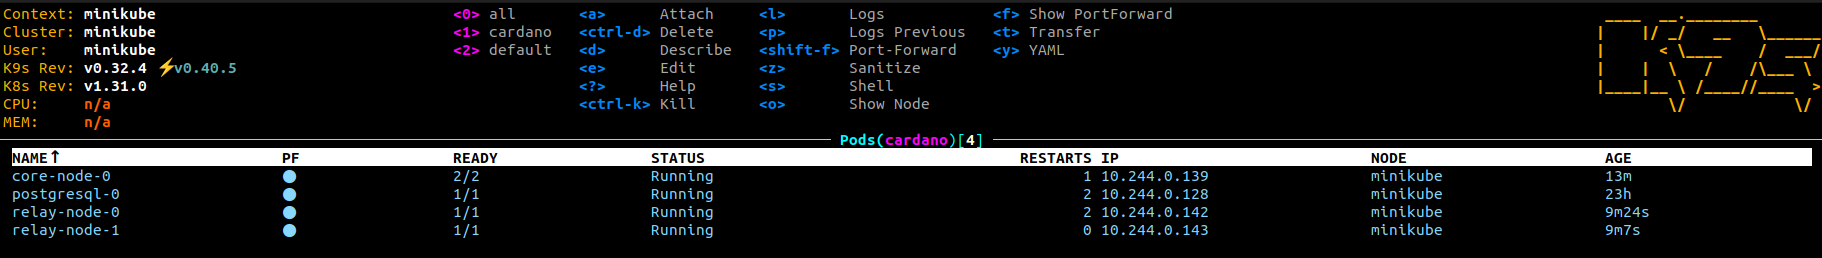 Context: minikube <0> all <a> Attach <l> Logs <f> Show PortForward
Cluster: minikube <1> cardano <ctrl-d> Delete <p> Logs Previous <t> Transfer
User: minikube <2> default <d> Describe <shift-f> Port-Forward <y> YAML
K9s Rev: v0.32.4 ⚡v0.40.5 <e> Edit <z> Sanitize
K8s Rev: v1.31.0 <?> Help <s> Shell
CPU: n/a <ctrl-k> Kill <o> Show Node
MEM: n/a
Pods(cardano)[4]
NAME↑ PF READY STATUS RESTARTS IP NODE AGE
core-node-0 ● 2/2 Running 1 10.244.0.139 minikube 13m
postgresql-0 ● 1/1 Running 2 10.244.0.128 minikube 23h
relay-node-0 ● 1/1 Running 2 10.244.0.142 minikube 9m24s
relay-node-1 ● 1/1 Running 0 10.244.0.143 minikube 9m7s